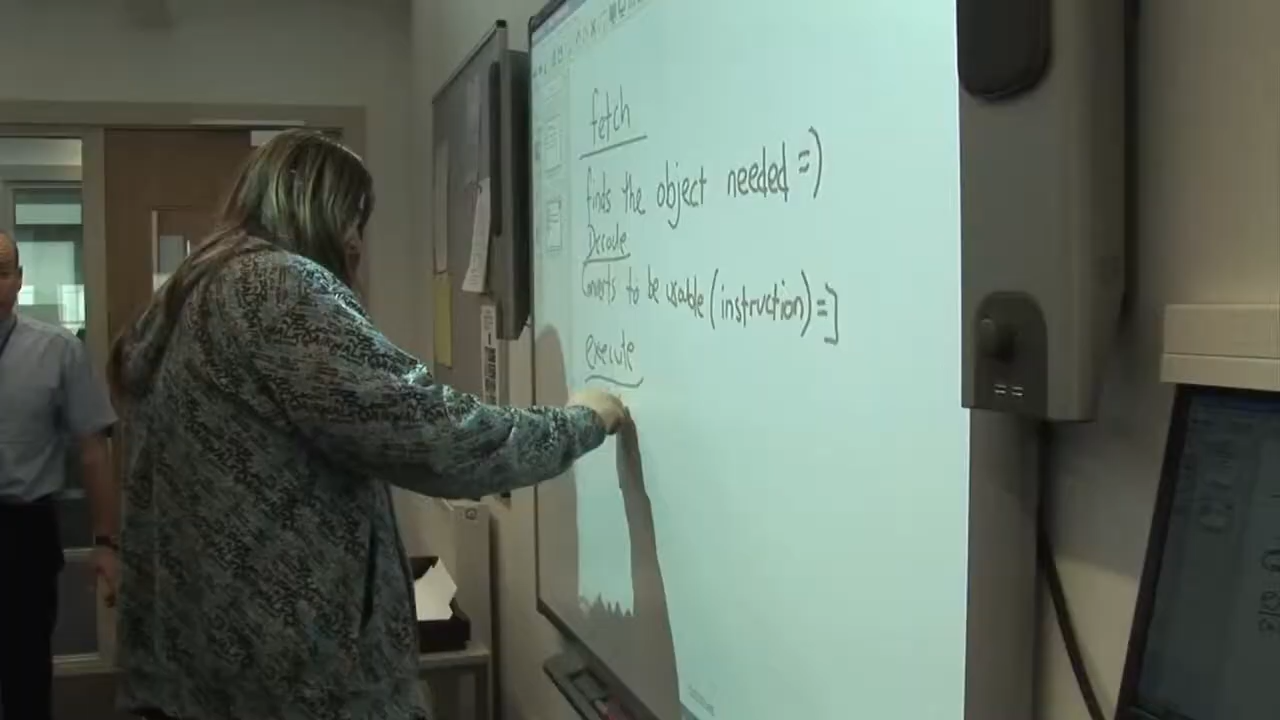 fetch
finds the object needed =)
Decode
Converts to be usable (instruction) =]
execute